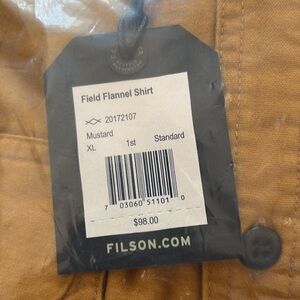 Field Flannel Shirt
20172107
Mustard
XL 1st Standard
7 03060 51101 0
$98.00
FILSON.COM